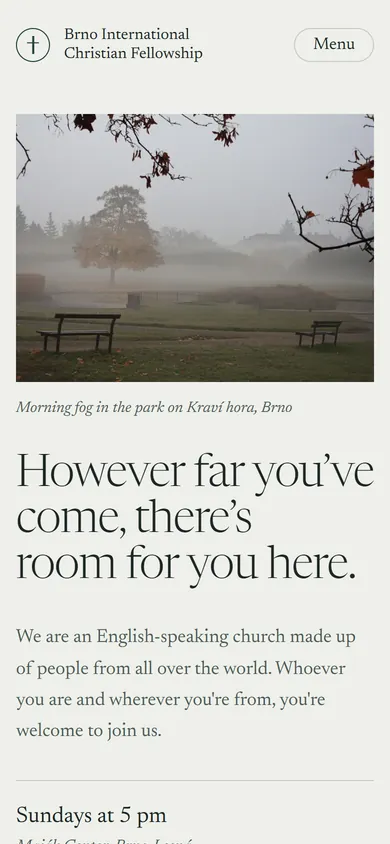 Brno International
Christian Fellowship
Menu
Morning fog in the park on Kraví hora, Brno
However far you’ve
come, there’s
room for you here.
We are an English-speaking church made up
of people from all over the world. Whoever
you are and wherever you're from, you're
welcome to join us.
Sundays at 5 pm